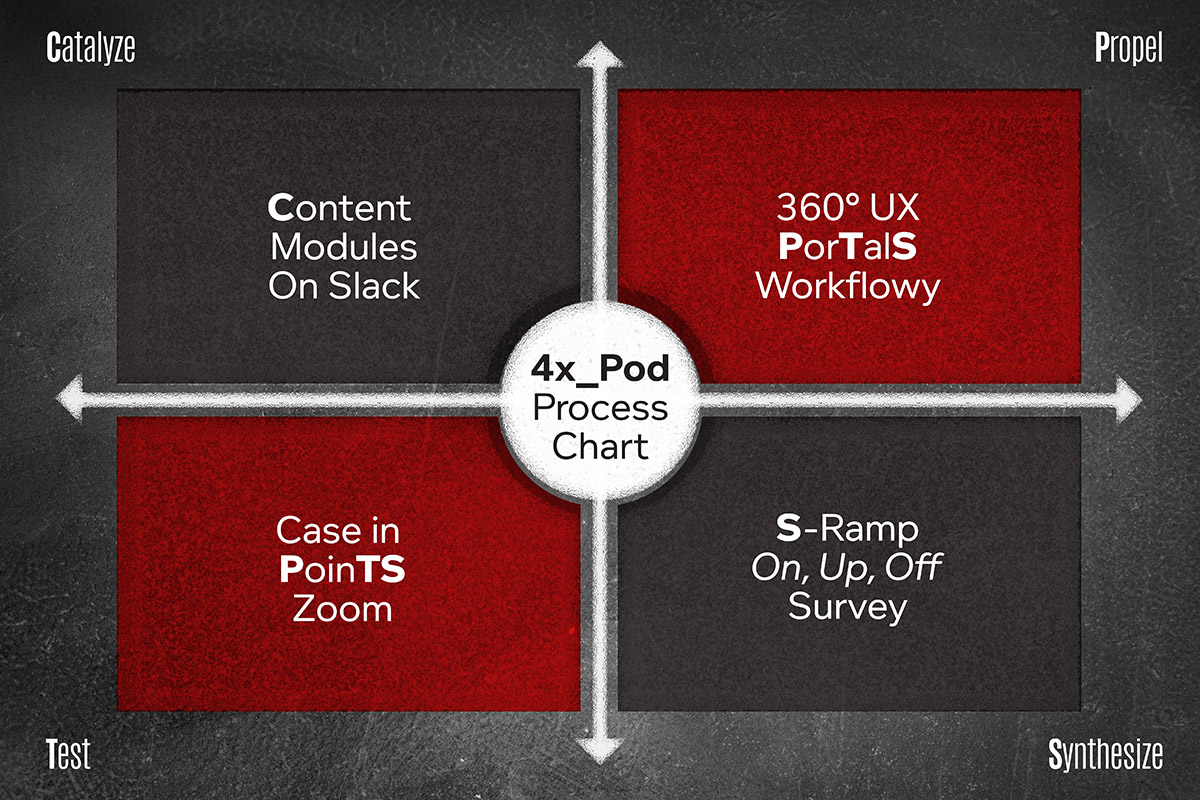 Catalyze
Propel
Content
Modules
On Slack
360° UX
PorTalS
Workflowy
4x_Pod
Process
Chart
Case in
PoinTS
Zoom
S-Ramp
On, Up, Off
Survey
Test
Synthesize